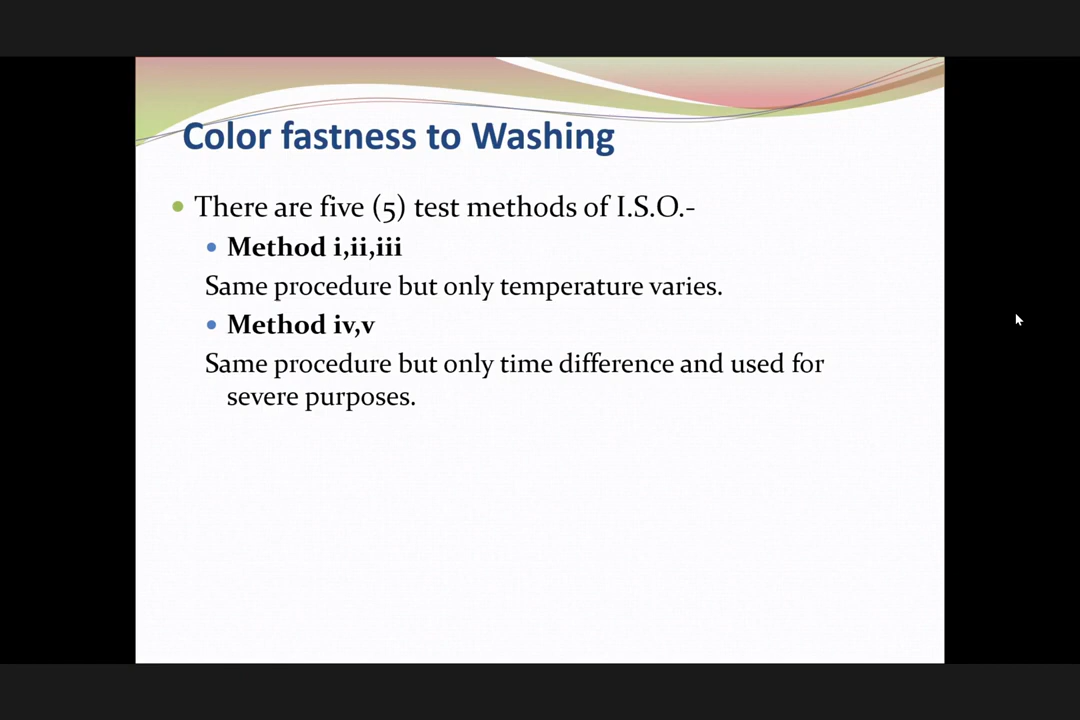 Color fastness to Washing
• There are five (5) test methods of I.S.O.-
• Method i,ii,iii
Same procedure but only temperature varies.
• Method iv,v
Same procedure but only time difference and used for
severe purposes.